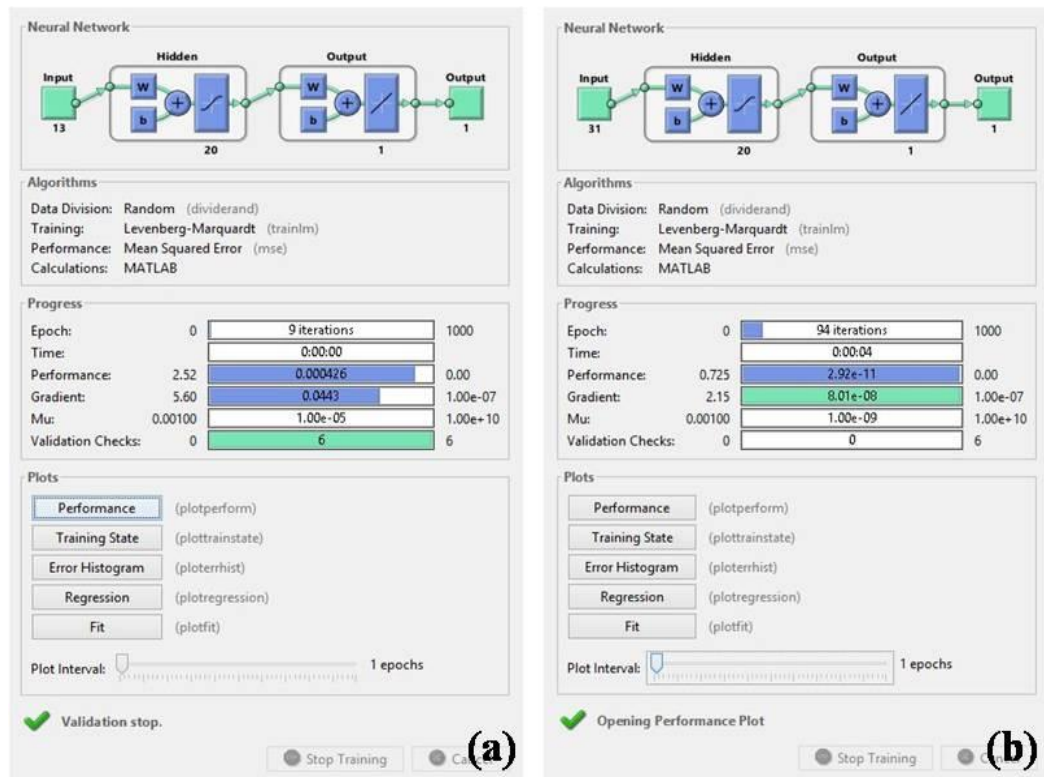 Neural Network
Hidden
Output
Input
W
b
+
Output
13
20
1
1
Algorithms
Data Division: Random (dividerand)
Training: Levenberg-Marquardt (trainlm)
Performance: Mean Squared Error (mse)
Calculations: MATLAB
Progress
Epoch: 0 9 iterations 1000
Time: 0:00:00
Performance: 2.52 0.000426 0.00
Gradient: 5.60 0.0443 1.00e-07
Mu: 0.00100 1.00e-05 1.00e+10
Validation Checks: 0 6 6
Plots
Performance (plotperform)
Training State (plottrainstate)
Error Histogram (ploterrhist)
Regression (plotregression)
Fit (plotfit)
Plot Interval: 1 epochs
Validation stop.
Stop Training
(a)
Neural Network
Hidden
Output
Input
W
b
+
W
b
+
Output
31
20
1
1
Algorithms
Data Division: Random (dividerand)
Training: Levenberg-Marquardt (trainlm)
Performance: Mean Squared Error (mse)
Calculations: MATLAB
Progress
Epoch: 0 94 iterations 1000
Time: 0:00:04
Performance: 0.725 2.92e-11 0.00
Gradient: 2.15 8.01e-08 1.00e-07
Mu: 0.00100 1.00e-09 1.00e+10
Validation Checks: 0 0 6
Plots
Performance (plotperform)
Training State (plottrainstate)
Error Histogram (ploterrhist)
Regression (plotregression)
Fit (plotfit)
Plot Interval: 1 epochs
Opening Performance Plot
Stop Training
(b)